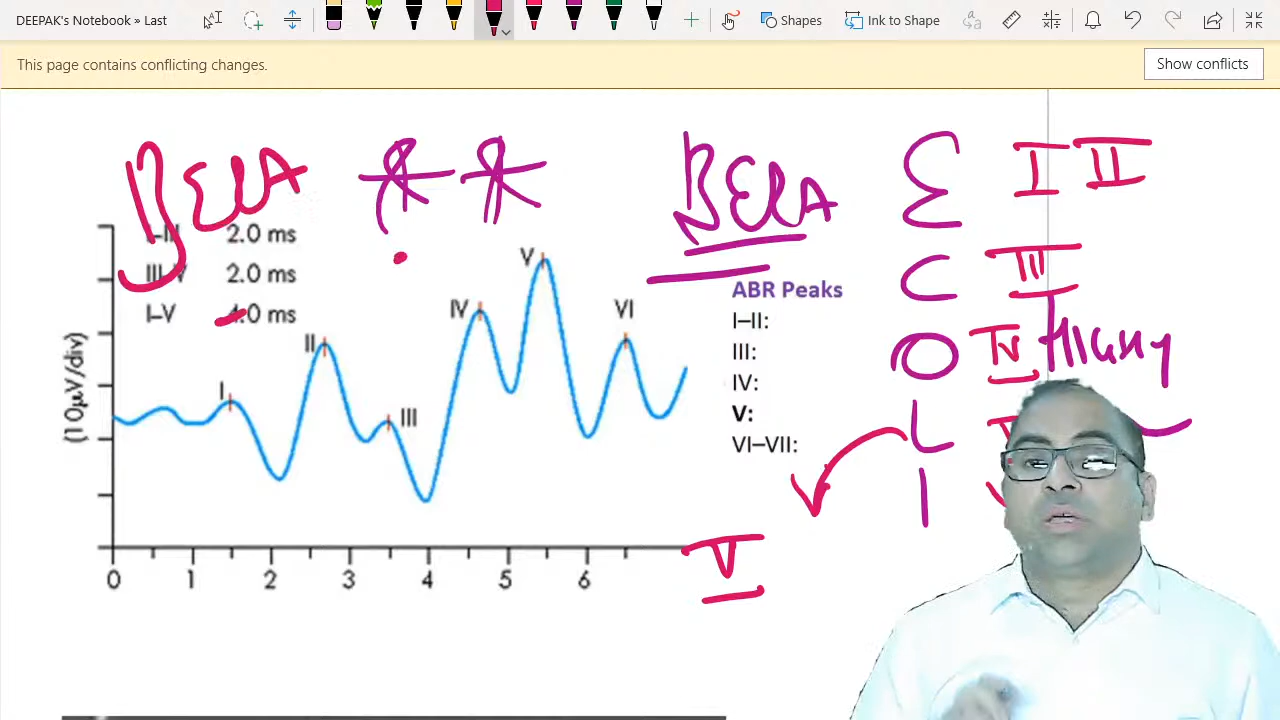 DEEPAK's Notebook » Last
Shapes
Ink to Shape
This page contains conflicting changes.
Show conflicts
BERA
BERA
E I II
C III
O IV Highly
L
I
I-III 2.0 ms
III-V 2.0 ms
I-V 4.0 ms
ABR Peaks
I-II:
III:
IV:
V:
VI-VII:
(10µV/div)
I
II
III
IV
V
VI
0 1 2 3 4 5 6
V